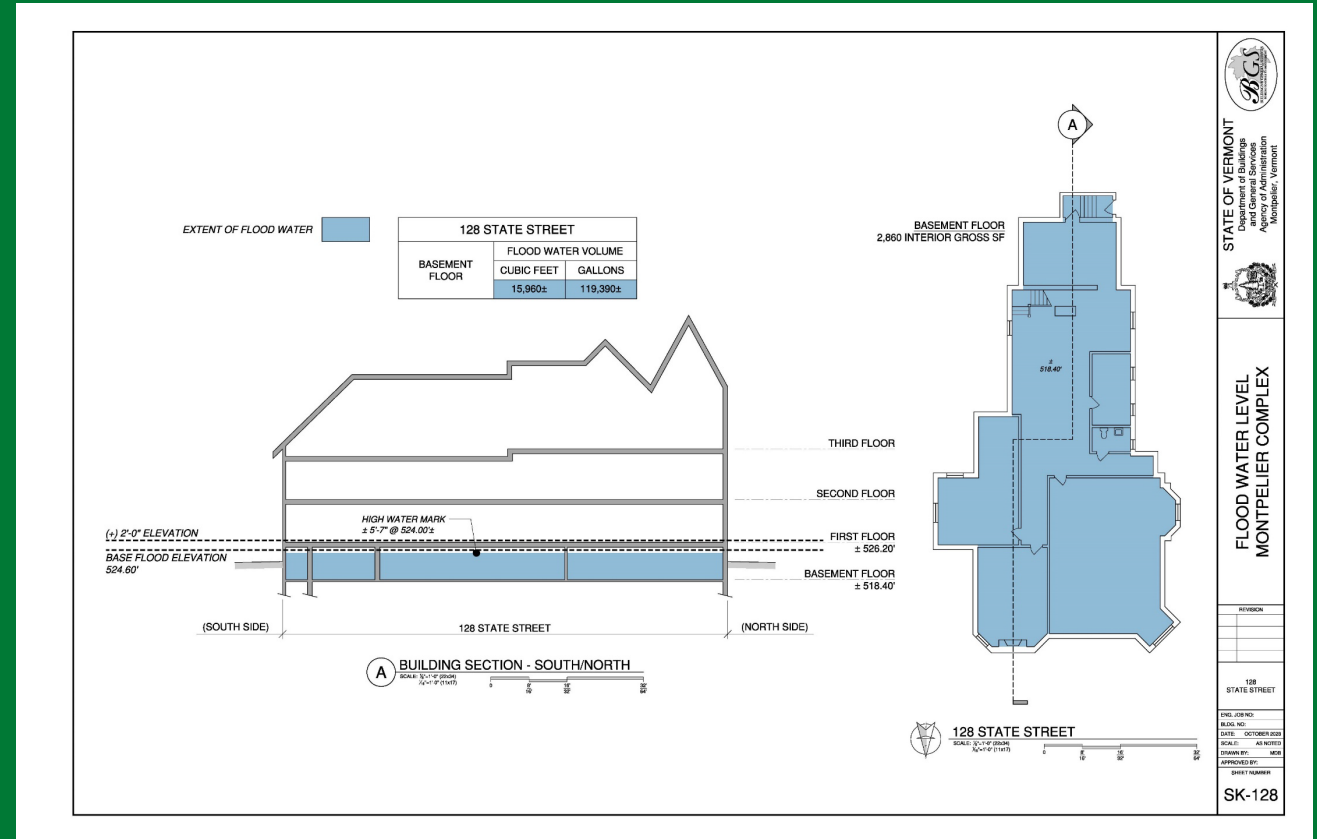 EXTENT OF FLOOD WATER
128 STATE STREET
BASEMENT
FLOOR
FLOOD WATER VOLUME
CUBIC FEET
GALLONS
15,960±
119,390±
THIRD FLOOR
SECOND FLOOR
HIGH WATER MARK
± 5'-7" @ 524.00'±
(+) 2'-0" ELEVATION
BASE FLOOD ELEVATION
524.60'
FIRST FLOOR
± 526.20'
BASEMENT FLOOR
± 518.40'
(SOUTH SIDE)
128 STATE STREET
(NORTH SIDE)
A
BUILDING SECTION - SOUTH/NORTH
A
BASEMENT FLOOR
2,860 INTERIOR GROSS SF
±
518.40'
128 STATE STREET
BGS
STATE OF VERMONT
Department of Buildings
and General Services
Agency of Administration
Montpelier, Vermont
FLOOD WATER LEVEL
MONTPELIER COMPLEX
REVISION
128
STATE STREET
ENG. JOB NO:
BLDG. NO:
DATE: OCTOBER 2023
SCALE: AS NOTED
DRAWN BY: MDB
APPROVED BY:
SHEET NUMBER
SK-128